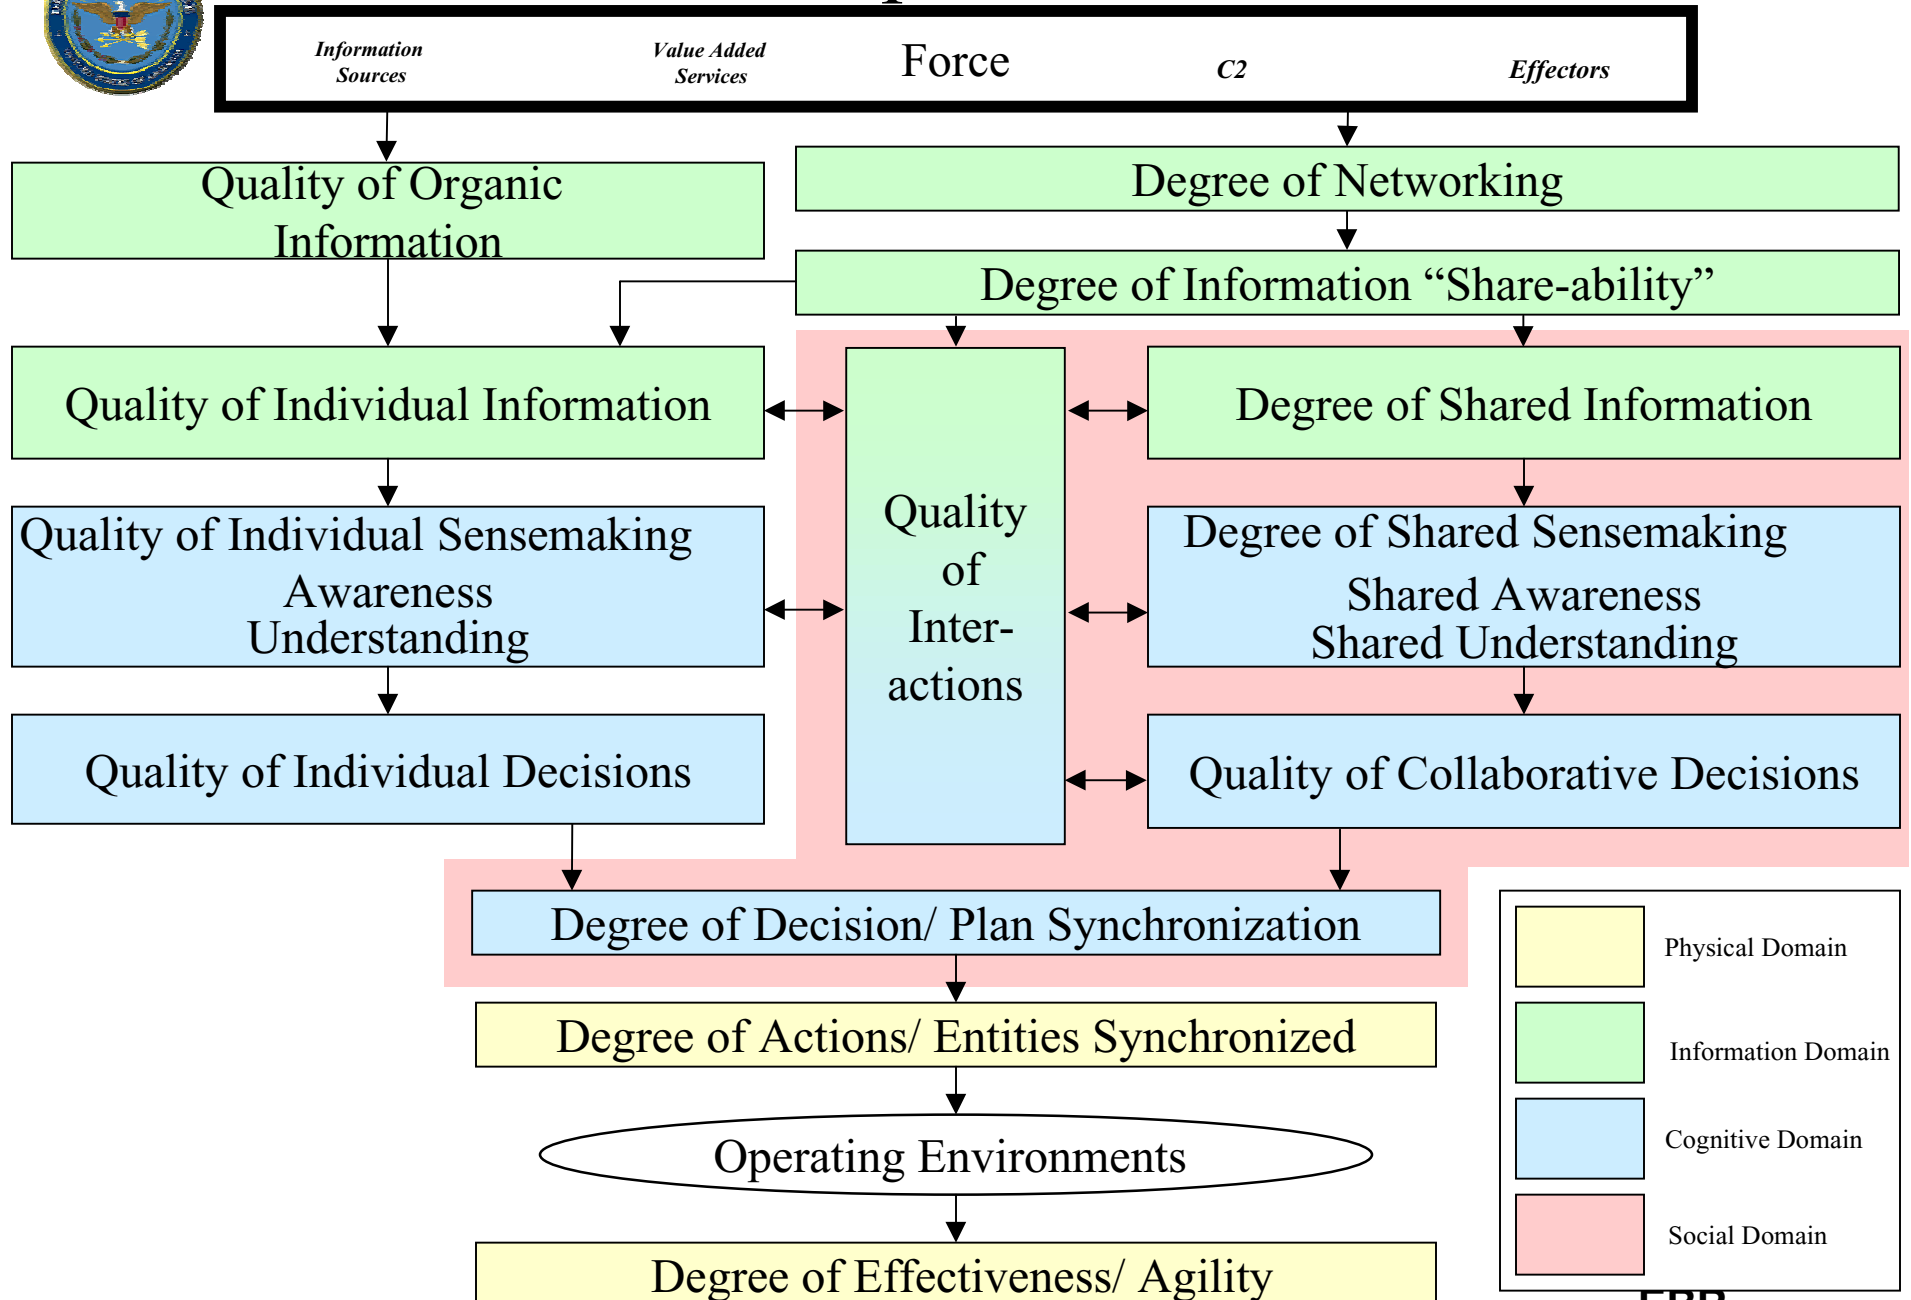 Information
Sources
Value Added
Services
Force
C2
Effectors
Quality of Organic
Information
Degree of Networking
Degree of Information “Share-ability”
Quality of Individual Information
Degree of Shared Information
Quality
of
Inter-
actions
Quality of Individual Sensemaking
Awareness
Understanding
Degree of Shared Sensemaking
Shared Awareness
Shared Understanding
Quality of Individual Decisions
Quality of Collaborative Decisions
Degree of Decision/ Plan Synchronization
Degree of Actions/ Entities Synchronized
Operating Environments
Degree of Effectiveness/ Agility
Physical Domain
Information Domain
Cognitive Domain
Social Domain